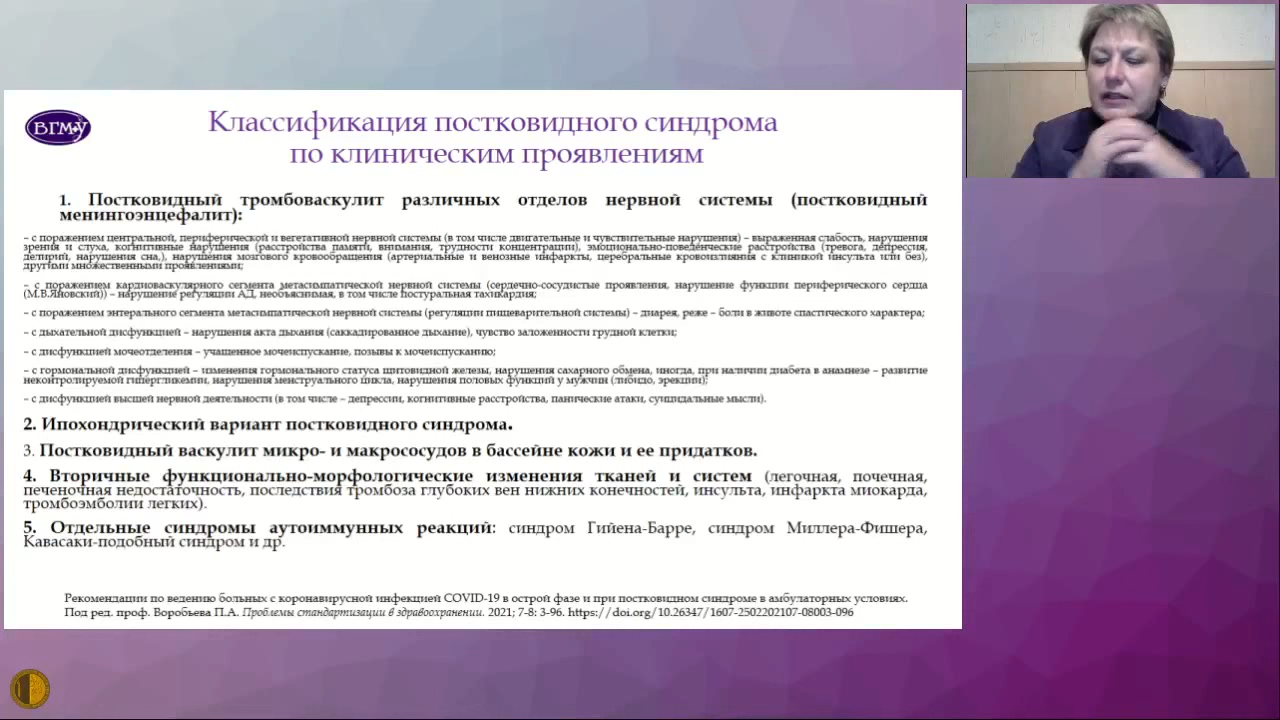 ВГМУ
Классификация постковидного синдрома
по клиническим проявлениям
1. Постковидный тромбоваскулит различных отделов нервной системы (постковидный
менингоэнцефалит):
– с поражением центральной, периферической и вегетативной нервной системы (в том числе двигательные и чувствительные нарушения) – выраженная слабость, нарушения
зрения и слуха, когнитивные нарушения (расстройства памяти, внимания, трудности концентрации), эмоционально-поведенческие расстройства (тревога, депрессия,
делирий, нарушения сна,), нарушения мозгового кровообращения (артериальные и венозные инфаркты, церебральные кровоизлияния с клиникой инсульта или без),
другими множественными проявлениями;
– с поражением кардиоваскулярного сегмента метасимпатической нервной системы (сердечно-сосудистые проявления, нарушение функции периферического сердца
(М.В.Яновский)) – нарушение регуляции АД, необъяснимая, в том числе постуральная тахикардия;
– с поражением энтерального сегмента метасимпатической нервной системы (регуляции пищеварительной системы) – диарея, реже – боли в животе спастического характера;
– с дыхательной дисфункцией – нарушения акта дыхания (саккадированное дыхание), чувство заложенности грудной клетки;
– с дисфункцией мочеотделения – учащенное мочеиспускание, позывы к мочеиспусканию;
– с гормональной дисфункцией – изменения гормонального статуса щитовидной железы, нарушения сахарного обмена, иногда, при наличии диабета в анамнезе – развитие
неконтролируемой гипергликемии, нарушения менструального цикла, нарушения половых функций у мужчин (либидо, эрекции);
– с дисфункцией высшей нервной деятельности (в том числе – депрессии, когнитивные расстройства, панические атаки, суицидальные мысли).
2. Ипохондрический вариант постковидного синдрома.
3. Постковидный васкулит микро- и макрососудов в бассейне кожи и ее придатков.
4. Вторичные функционально-морфологические изменения тканей и систем (легочная, почечная,
печеночная недостаточность, последствия тромбоза глубоких вен нижних конечностей, инсульта, инфаркта миокарда,
тромбоэмболии легких).
5. Отдельные синдромы аутоиммунных реакций: синдром Гийена-Барре, синдром Миллера-Фишера,
Кавасаки-подобный синдром и др.
Рекомендации по ведению больных с коронавирусной инфекцией COVID-19 в острой фазе и при постковидном синдроме в амбулаторных условиях.
Под ред. проф. Воробьева П.А. Проблемы стандартизации в здравоохранении. 2021; 7-8: 3-96. https://doi.org/10.26347/1607-2502202107-08003-096